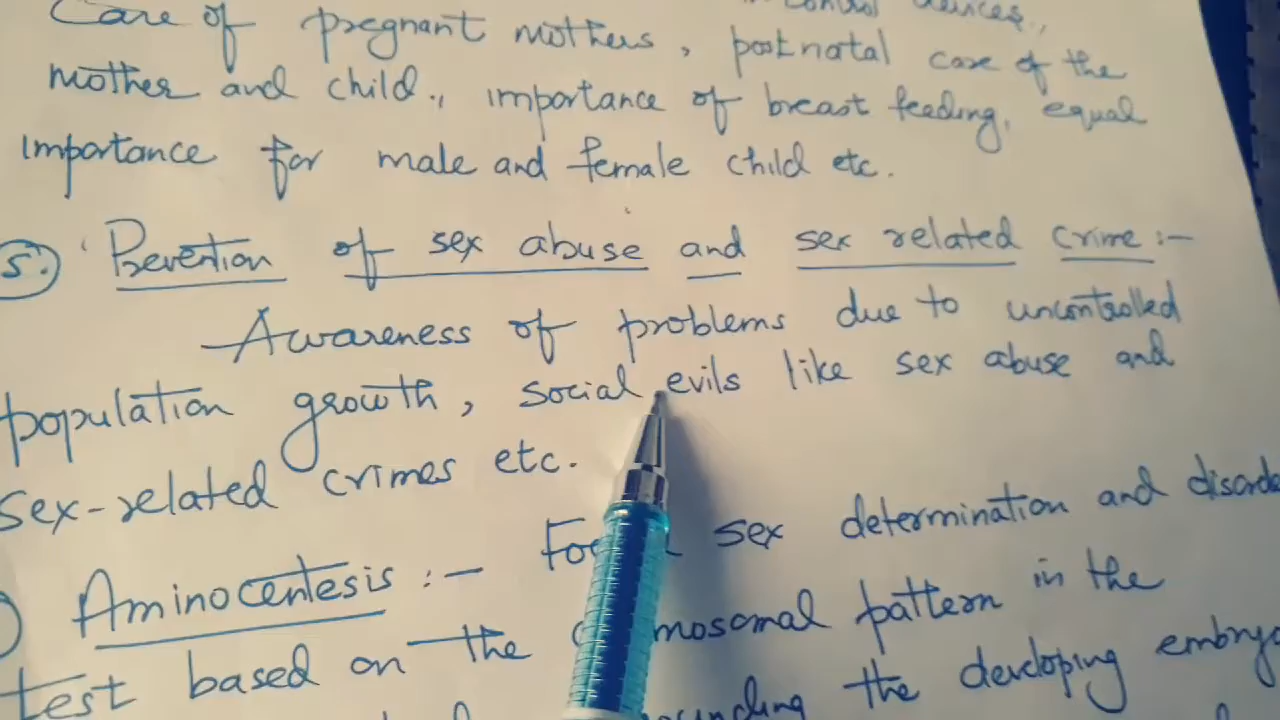 Care of pregnant mothers, postnatal care of the
mother and child., importance of breast feeding, equal
importance for male and female child etc.
5. Prevention of sex abuse and sex related crime :-
Awareness of problems due to uncontrolled
population growth, social evils like sex abuse and
sex-related crimes etc.
Aminocentesis :- sex determination and
test based on the pattern in the
the developing embryo